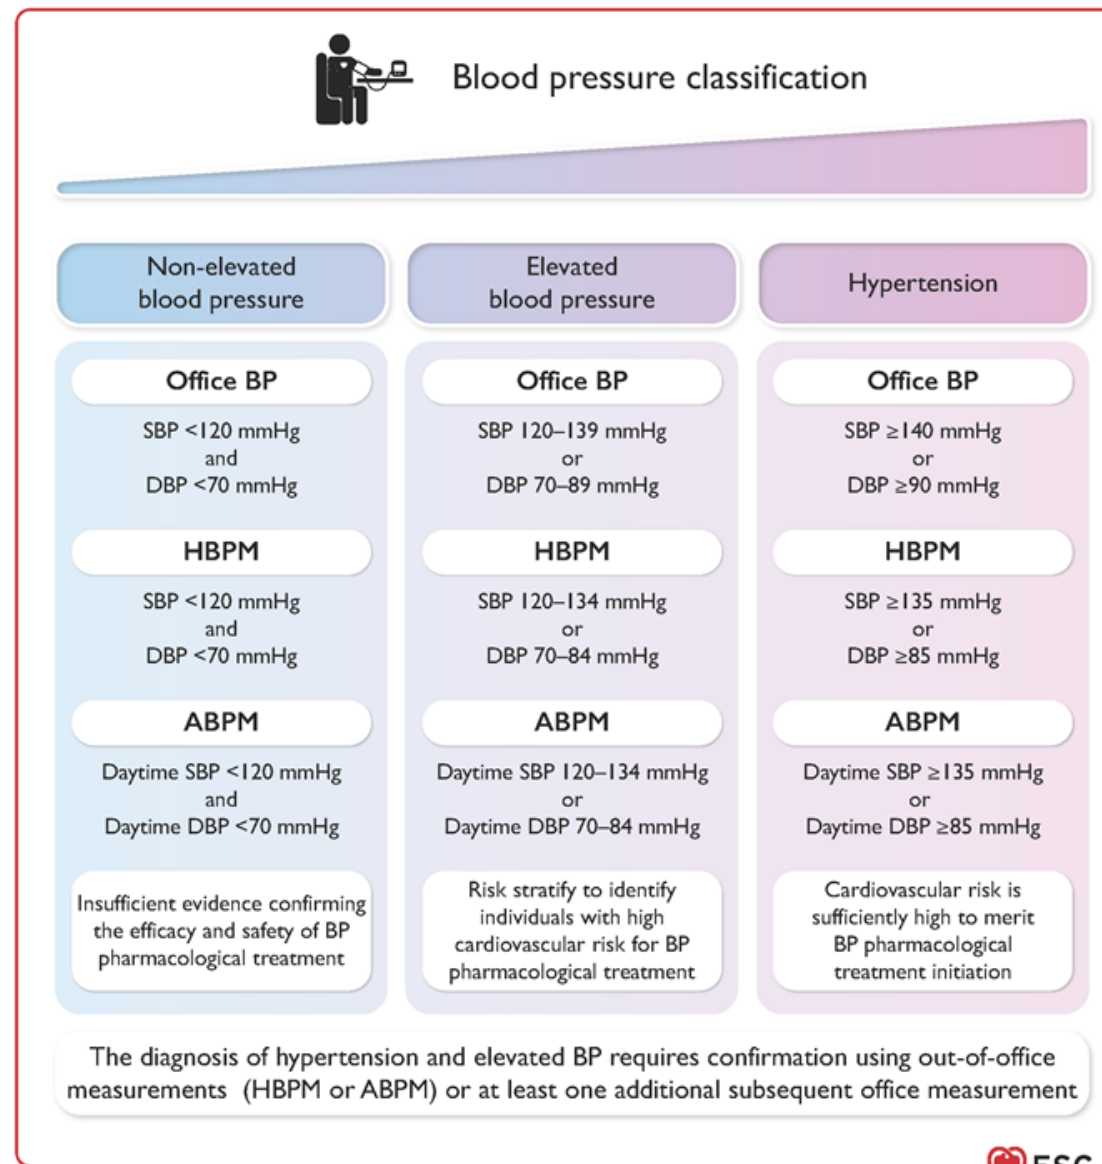 Blood pressure classification
Non-elevated
blood pressure
Elevated
blood pressure
Hypertension
Office BP
SBP <120 mmHg
and
DBP <70 mmHg
HBPM
SBP <120 mmHg
and
DBP <70 mmHg
ABPM
Daytime SBP <120 mmHg
and
Daytime DBP <70 mmHg
Insufficient evidence confirming
the efficacy and safety of BP
pharmacological treatment
Office BP
SBP 120–139 mmHg
or
DBP 70–89 mmHg
HBPM
SBP 120–134 mmHg
or
DBP 70–84 mmHg
ABPM
Daytime SBP 120–134 mmHg
or
Daytime DBP 70–84 mmHg
Risk stratify to identify
individuals with high
cardiovascular risk for BP
pharmacological treatment
Office BP
SBP ≥140 mmHg
or
DBP ≥90 mmHg
HBPM
SBP ≥135 mmHg
or
DBP ≥85 mmHg
ABPM
Daytime SBP ≥135 mmHg
or
Daytime DBP ≥85 mmHg
Cardiovascular risk is
sufficiently high to merit
BP pharmacological
treatment initiation
The diagnosis of hypertension and elevated BP requires confirmation using out-of-office
measurements (HBPM or ABPM) or at least one additional subsequent office measurement
ESC